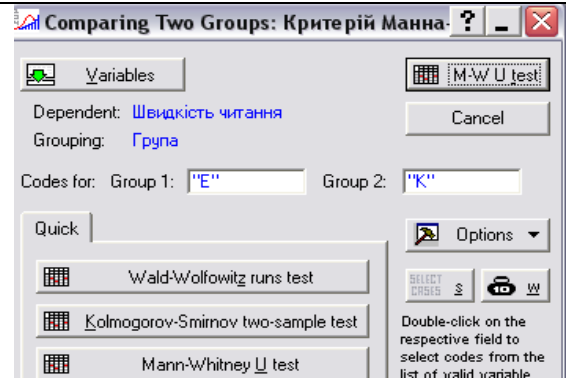 Comparing Two Groups: Критерій Манна-
Variables
M-W U test
Dependent: Швидкість читання
Cancel
Grouping: Група
Codes for: Group 1: "E" Group 2: "K"
Quick
Options
Wald-Wolfowitz runs test
SELECT CASES S W
Kolmogorov-Smirnov two-sample test
Mann-Whitney U test
Double-click on the
respective field to
select codes from the
list of valid variable